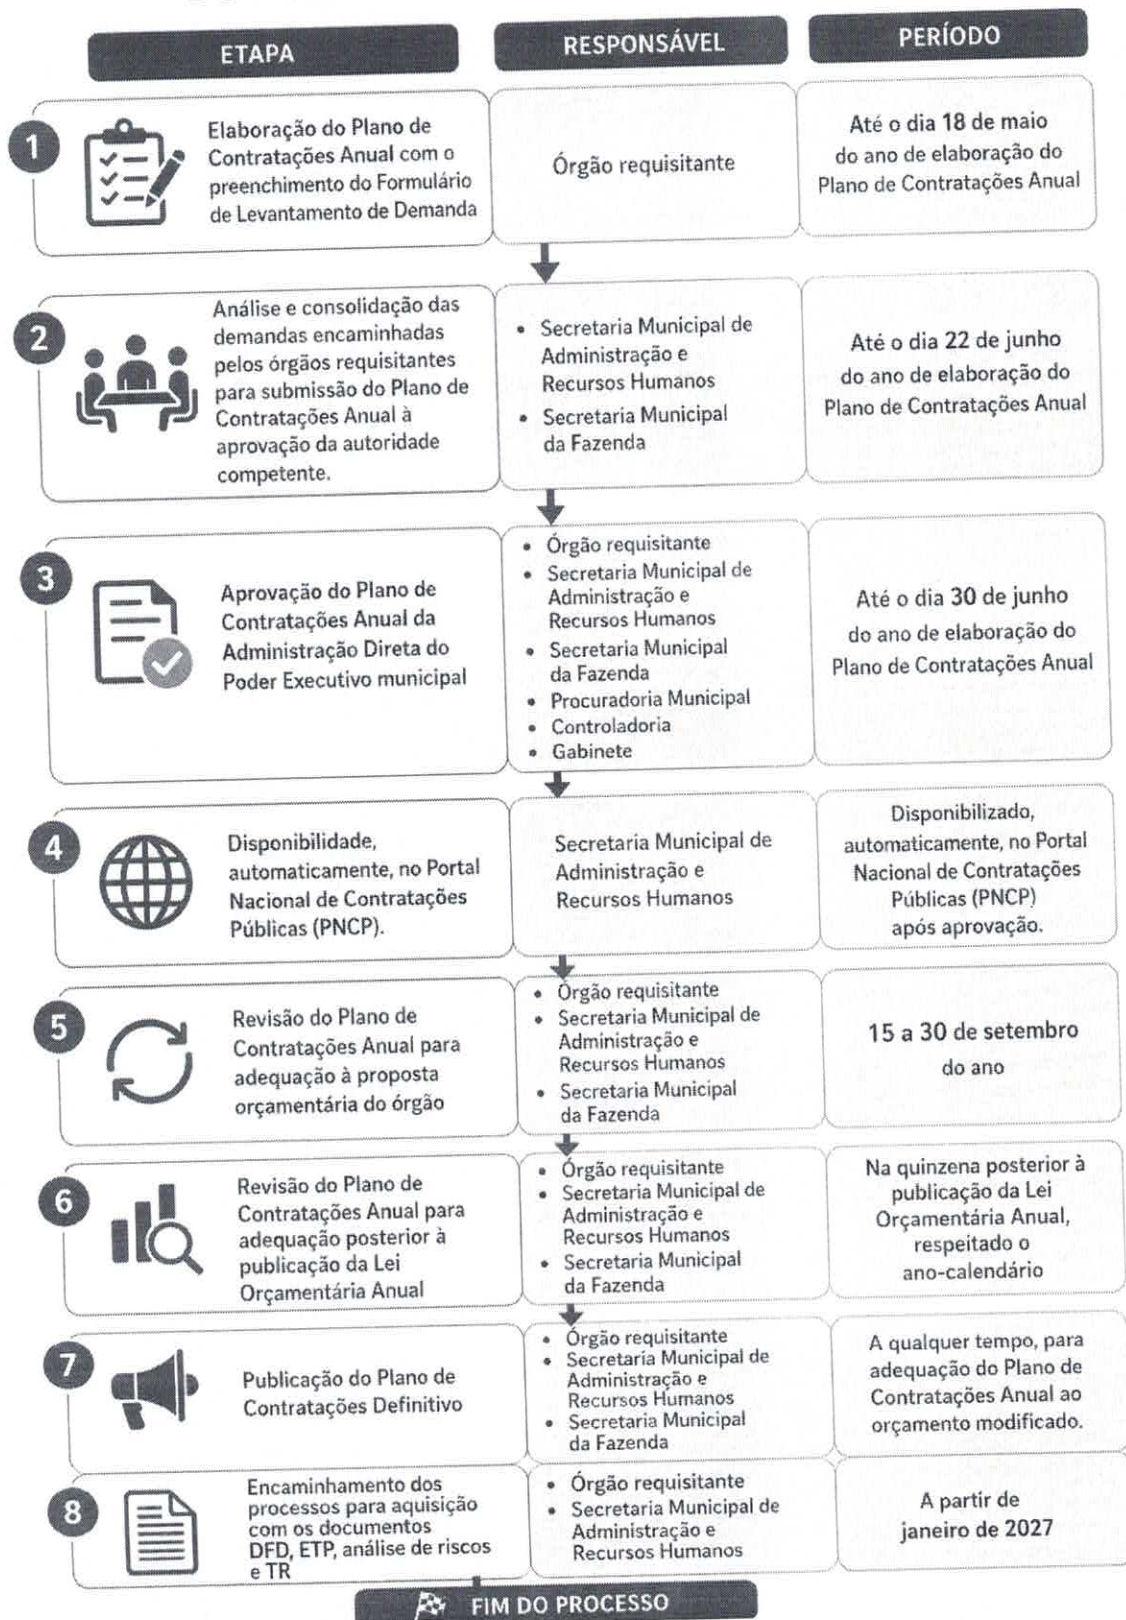 ETAPA
RESPONSÁVEL
PERÍODO
1
Elaboração do Plano de
Contratações Anual com o
preenchimento do Formulário
de Levantamento de Demanda
Órgão requisitante
Até o dia 18 de maio
do ano de elaboração do
Plano de Contratações Anual
2
Análise e consolidação das
demandas encaminhadas
pelos órgãos requisitantes
para submissão do Plano de
Contratações Anual à
aprovação da autoridade
competente.
• Secretaria Municipal de
Administração e
Recursos Humanos
• Secretaria Municipal
da Fazenda
Até o dia 22 de junho
do ano de elaboração do
Plano de Contratações Anual
3
Aprovação do Plano de
Contratações Anual da
Administração Direta do
Poder Executivo municipal
• Órgão requisitante
• Secretaria Municipal de
Administração e
Recursos Humanos
• Secretaria Municipal
da Fazenda
• Procuradoria Municipal
• Controladoria
• Gabinete
Até o dia 30 de junho
do ano de elaboração do
Plano de Contratações Anual
4
Disponibilidade,
automaticamente, no Portal
Nacional de Contratações
Públicas (PNCP).
Secretaria Municipal de
Administração e
Recursos Humanos
Disponibilizado,
automaticamente, no Portal
Nacional de Contratações
Públicas (PNCP)
após aprovação.
5
Revisão do Plano de
Contratações Anual para
adequação à proposta
orçamentária do órgão
• Órgão requisitante
• Secretaria Municipal de
Administração e
Recursos Humanos
• Secretaria Municipal
da Fazenda
15 a 30 de setembro
do ano
6
Revisão do Plano de
Contratações Anual para
adequação posterior à
publicação da Lei
Orçamentária Anual
• Órgão requisitante
• Secretaria Municipal de
Administração e
Recursos Humanos
• Secretaria Municipal
da Fazenda
Na quinzena posterior à
publicação da Lei
Orçamentária Anual,
respeitado o
ano-calendário
7
Publicação do Plano de
Contratações Definitivo
• Órgão requisitante
• Secretaria Municipal de
Administração e
Recursos Humanos
• Secretaria Municipal
da Fazenda
A qualquer tempo, para
adequação do Plano de
Contratações Anual ao
orçamento modificado.
8
Encaminhamento dos
processos para aquisição
com os documentos
DFD, ETP, análise de riscos
e TR
• Órgão requisitante
• Secretaria Municipal de
Administração e
Recursos Humanos
A partir de
janeiro de 2027
FIM DO PROCESSO